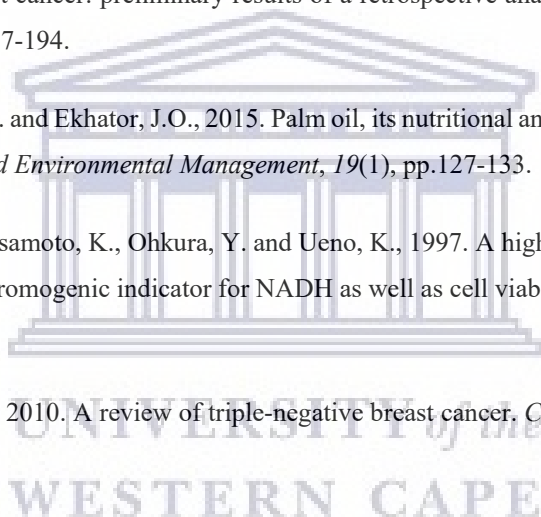 t cancer: preliminary results of a retrospective ana
7-194.
. and Ekhator, J.O., 2015. Palm oil, its nutritional an
d Environmental Management, 19(1), pp.127-133.
samoto, K., Ohkura, Y. and Ueno, K., 1997. A high
romogenic indicator for NADH as well as cell viab
2010. A review of triple-negative breast cancer. C
UNIVERSITY of the
WESTERN CAPE